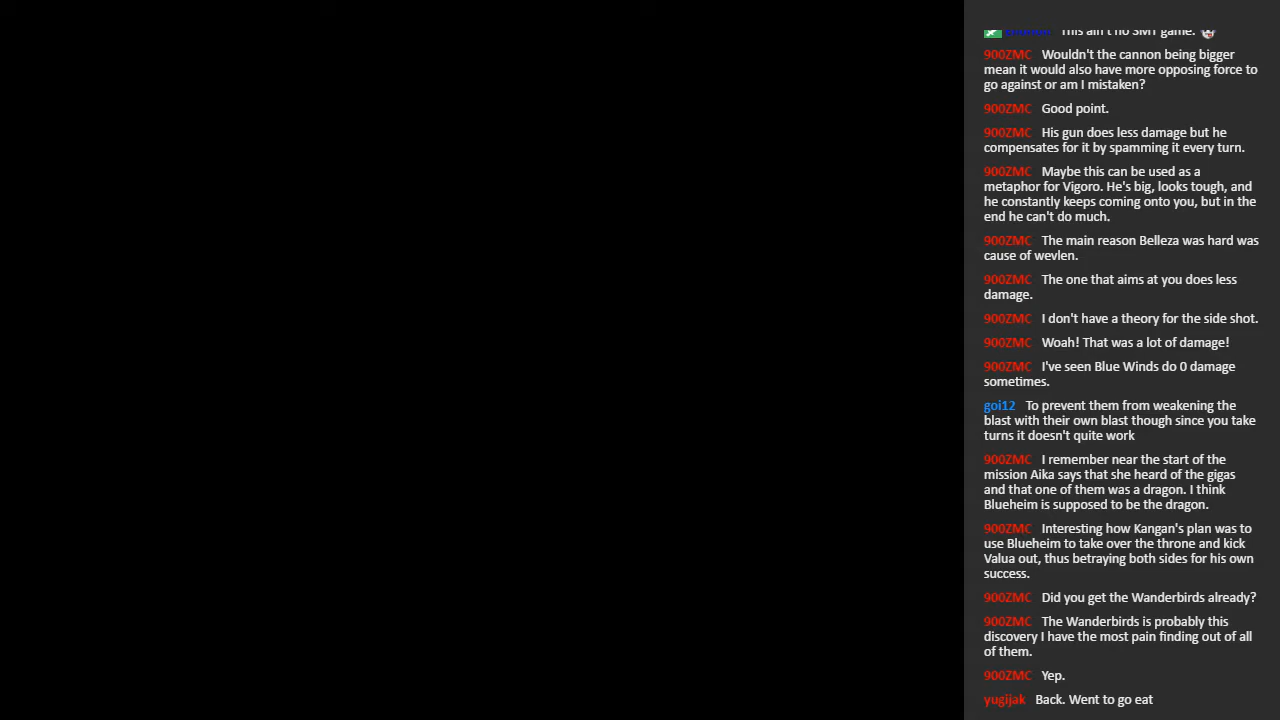 This ain't no SMT game.
900ZMC Wouldn't the cannon being bigger
mean it would also have more opposing force to
go against or am I mistaken?
900ZMC Good point.
900ZMC His gun does less damage but he
compensates for it by spamming it every turn.
900ZMC Maybe this can be used as a
metaphor for Vigoro. He's big, looks tough, and
he constantly keeps coming onto you, but in the
end he can't do much.
900ZMC The main reason Belleza was hard was
cause of wevlen.
900ZMC The one that aims at you does less
damage.
900ZMC I don't have a theory for the side shot.
900ZMC Woah! That was a lot of damage!
900ZMC I've seen Blue Winds do 0 damage
sometimes.
goi12 To prevent them from weakening the
blast with their own blast though since you take
turns it doesn't quite work
900ZMC I remember near the start of the
mission Aika says that she heard of the gigas
and that one of them was a dragon. I think
Blueheim is supposed to be the dragon.
900ZMC Interesting how Kangan's plan was to
use Blueheim to take over the throne and kick
Valua out, thus betraying both sides for his own
success.
900ZMC Did you get the Wanderbirds already?
900ZMC The Wanderbirds is probably this
discovery I have the most pain finding out of all
of them.
900ZMC Yep.
yugijak Back. Went to go eat